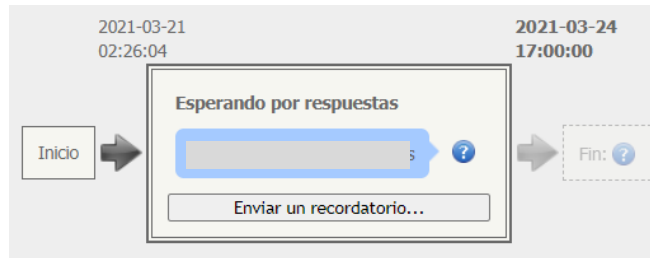 2021-03-21
02:26:04
2021-03-24
17:00:00
Inicio
Esperando por respuestas
s
Enviar un recordatorio...
Fin: